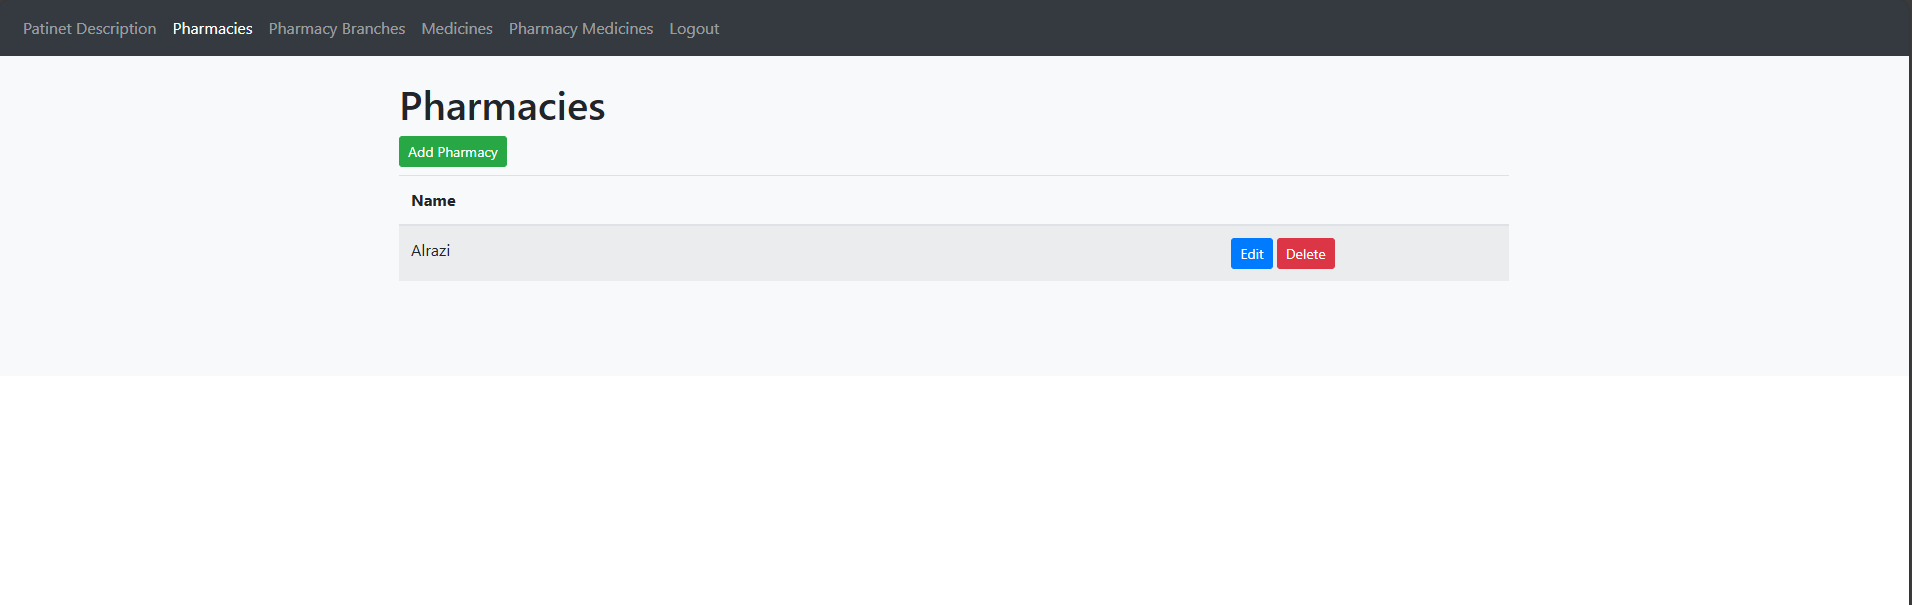 Patinet Description Pharmacies Pharmacy Branches Medicines Pharmacy Medicines Logout
Pharmacies
Add Pharmacy
Name
Alrazi Edit Delete